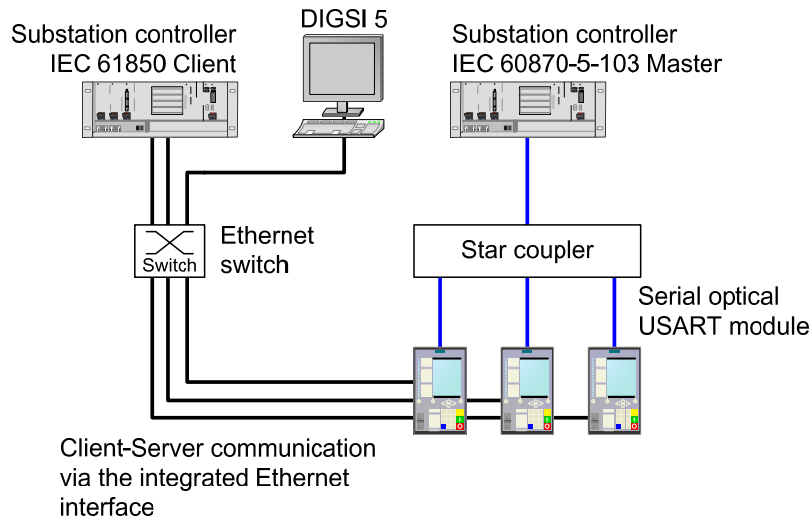 DIGSI 5
Substation controller
IEC 61850 Client
Substation controller
IEC 60870-5-103 Master
Ethernet
switch
Switch
Star coupler
Serial optical
USART module
Client-Server communication
via the integrated Ethernet
interface